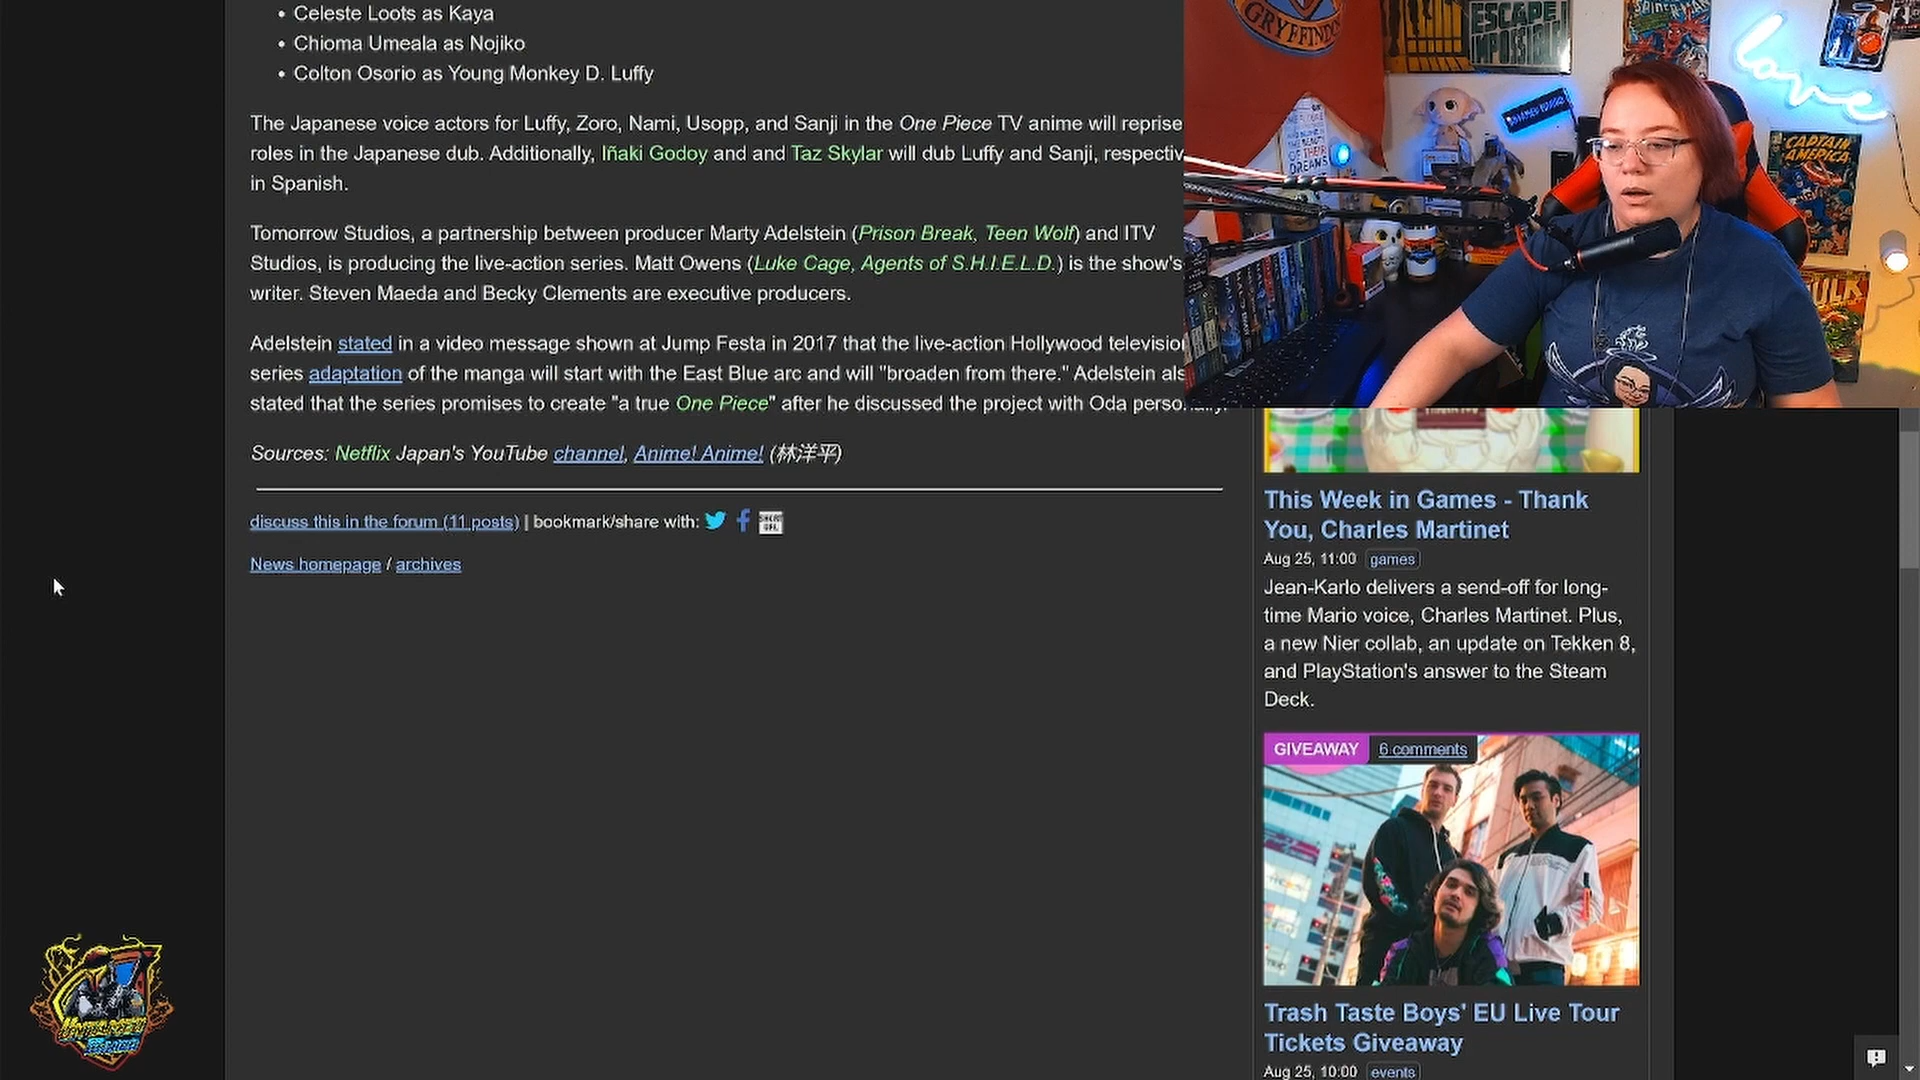 Celeste Loots as Kaya
Chioma Umeala as Nojiko
Colton Osorio as Young Monkey D. Luffy
The Japanese voice actors for Luffy, Zoro, Nami, Usopp, and Sanji in the One Piece TV anime will reprise
roles in the Japanese dub. Additionally, Iñaki Godoy and and Taz Skylar will dub Luffy and Sanji, respectiv
in Spanish.
Tomorrow Studios, a partnership between producer Marty Adelstein (Prison Break, Teen Wolf) and ITV
Studios, is producing the live-action series. Matt Owens (Luke Cage, Agents of S.H.I.E.L.D.) is the show's
writer. Steven Maeda and Becky Clements are executive producers.
Adelstein stated in a video message shown at Jump Festa in 2017 that the live-action Hollywood televisio
series adaptation of the manga will start with the East Blue arc and will "broaden from there." Adelstein als
stated that the series promises to create "a true One Piece" after he discussed the project with Oda personally.
Sources: Netflix Japan's YouTube channel, Anime! Anime! (林洋平)
discuss this in the forum (11 posts) | bookmark/share with:
News homepage / archives
GRYFFINDO
ESCAPE
IMPOSSIBLE
love
CAPTAIN
AMERICA
HULK
OF THEIR
DREAMS
This Week in Games - Thank
You, Charles Martinet
Aug 25, 11:00 games
Jean-Karlo delivers a send-off for long-
time Mario voice, Charles Martinet. Plus,
a new Nier collab, an update on Tekken 8,
and PlayStation's answer to the Steam
Deck.
GIVEAWAY 6 comments
Trash Taste Boys' EU Live Tour
Tickets Giveaway
Aug 25, 10:00 events